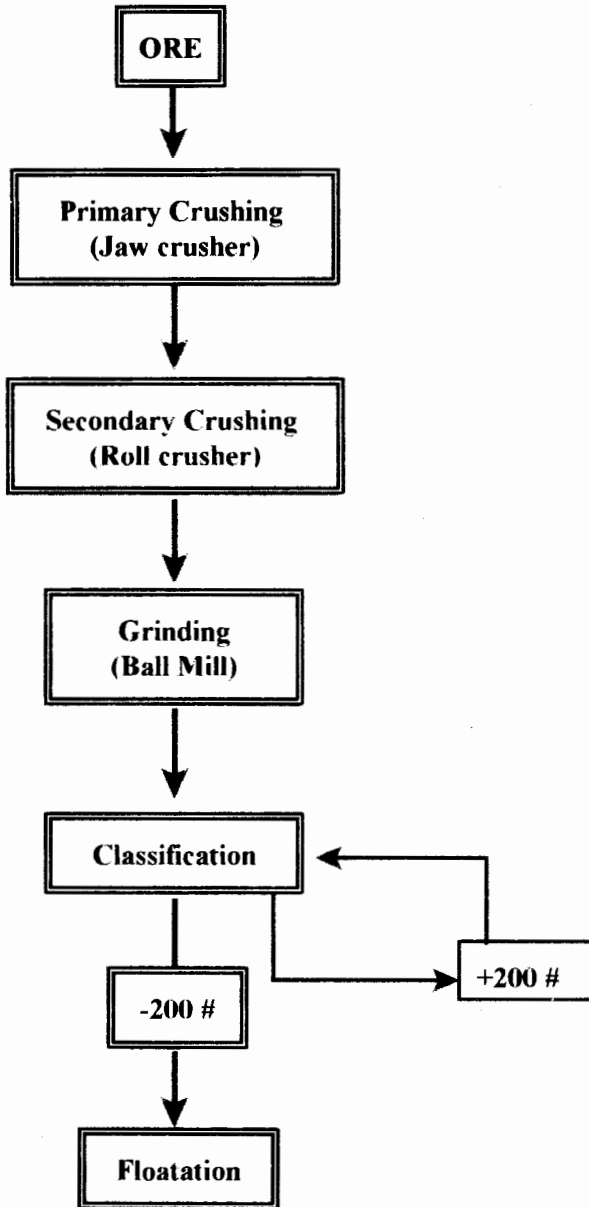 ORE
Primary Crushing
(Jaw crusher)
Secondary Crushing
(Roll crusher)
Grinding
(Ball Mill)
Classification
+200 #
-200 #
Floatation